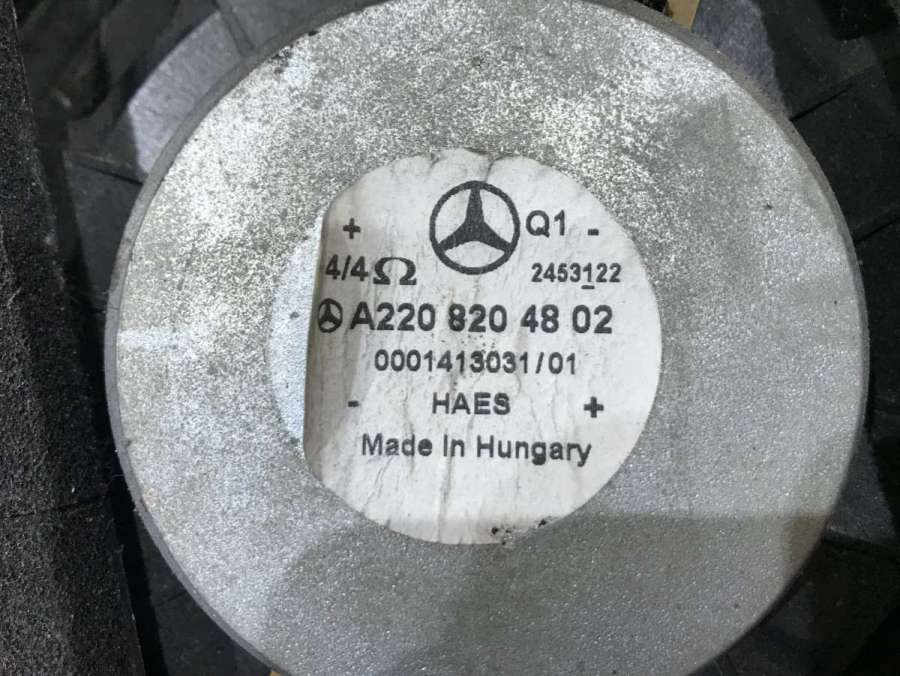 + Q1 -
4/4Ω 2453122
A220 820 48 02
0001413031/01
- HAES +
Made In Hungary